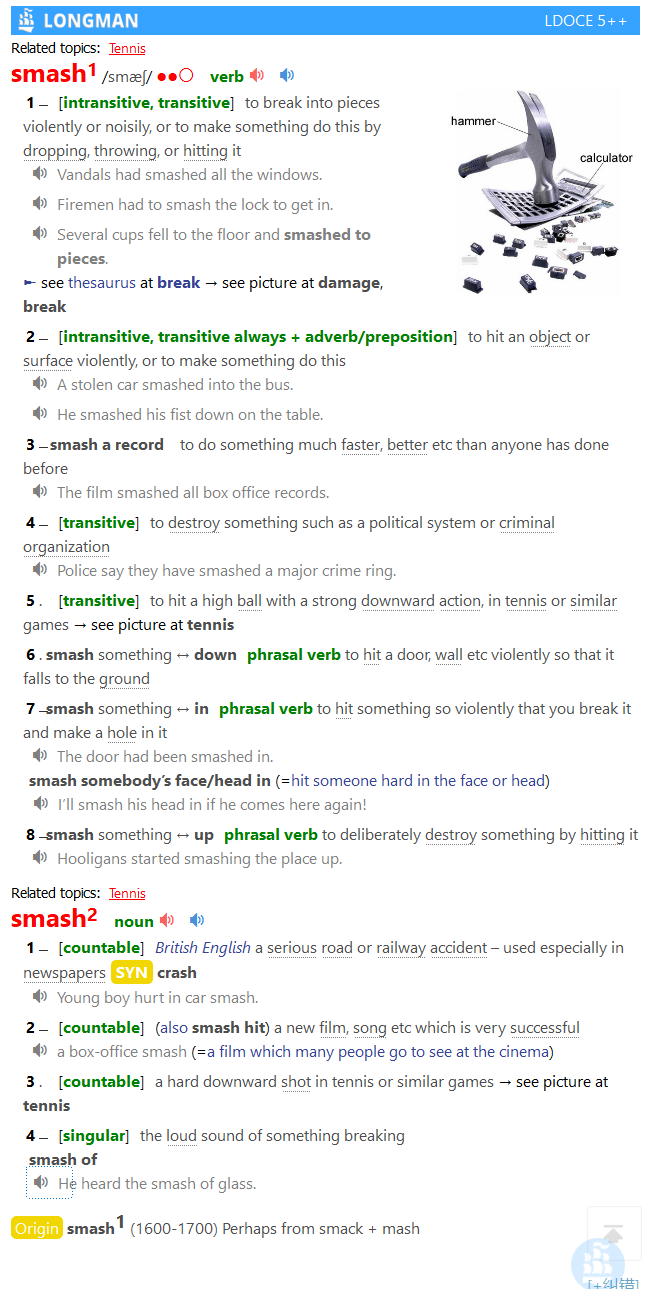 LONGMAN LDOCE 5++
Related topics: Tennis
smash1 /smæʃ/ ●●○ verb
1 – [intransitive, transitive] to break into pieces
violently or noisily, or to make something do this by
dropping, throwing, or hitting it
hammer
calculator
Vandals had smashed all the windows.
Firemen had to smash the lock to get in.
Several cups fell to the floor and smashed to
pieces.
► see thesaurus at break → see picture at damage,
break
2 – [intransitive, transitive always + adverb/preposition] to hit an object or
surface violently, or to make something do this
A stolen car smashed into the bus.
He smashed his fist down on the table.
3 –smash a record to do something much faster, better etc than anyone has done
before
The film smashed all box office records.
4 – [transitive] to destroy something such as a political system or criminal
organization
Police say they have smashed a major crime ring.
5 . [transitive] to hit a high ball with a strong downward action, in tennis or similar
games → see picture at tennis
6 . smash something ↔ down phrasal verb to hit a door, wall etc violently so that it
falls to the ground
7 –smash something ↔ in phrasal verb to hit something so violently that you break it
and make a hole in it
The door had been smashed in.
smash somebody's face/head in (=hit someone hard in the face or head)
I'll smash his head in if he comes here again!
8 –smash something ↔ up phrasal verb to deliberately destroy something by hitting it
Hooligans started smashing the place up.
Related topics: Tennis
smash2 noun
1 – [countable] British English a serious road or railway accident – used especially in
newspapers SYN crash
Young boy hurt in car smash.
2 – [countable] (also smash hit) a new film, song etc which is very successful
a box-office smash (=a film which many people go to see at the cinema)
3 . [countable] a hard downward shot in tennis or similar games → see picture at
tennis
4 – [singular] the loud sound of something breaking
smash of
He heard the smash of glass.
Origin smash1 (1600-1700) Perhaps from smack + mash
[+纠错]